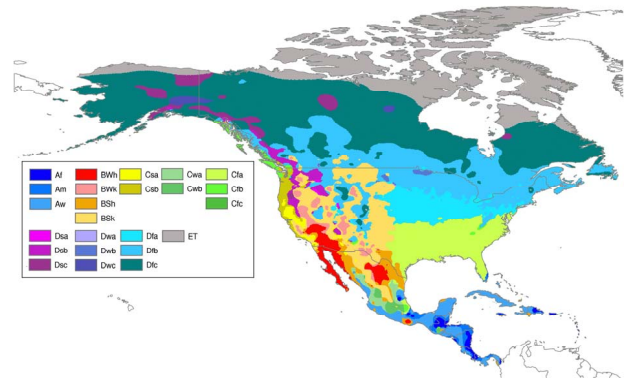 Af BWh Csa Cwa Cfa
Am BWk Csb Cwb Cfb
Aw BSh Cfc
BSk
Dsa Dwa Dfa ET
Dsb Dwb Dfb
Dsc Dwc Dfc